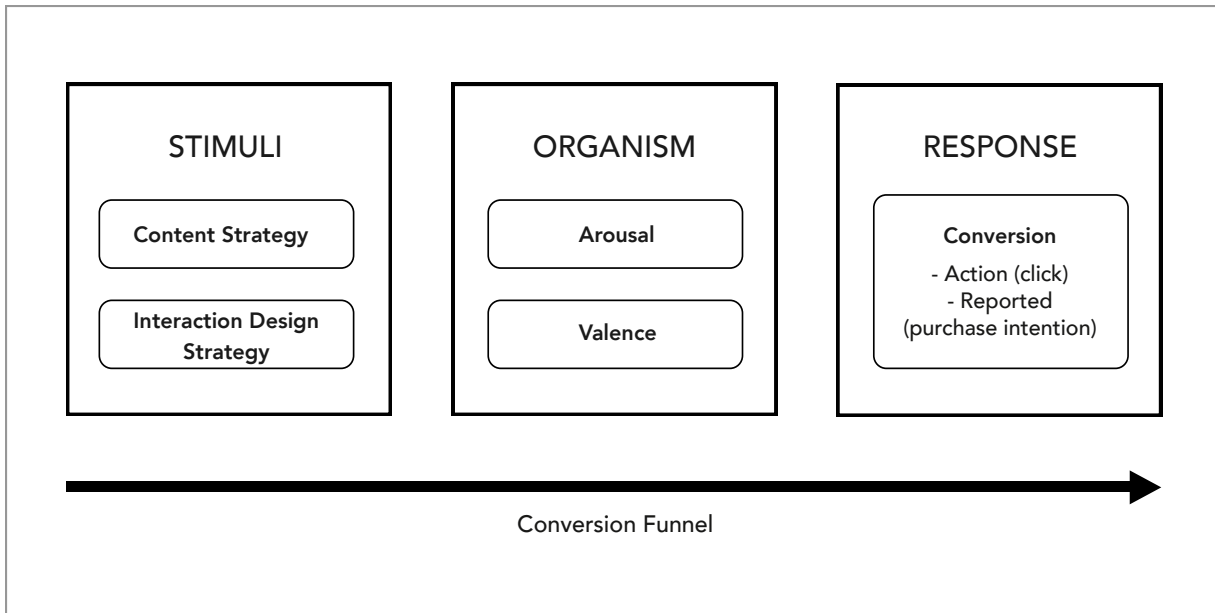 STIMULI
Content Strategy
Interaction Design
Strategy
ORGANISM
Arousal
Valence
RESPONSE
Conversion
- Action (click)
- Reported
(purchase intention)
Conversion Funnel